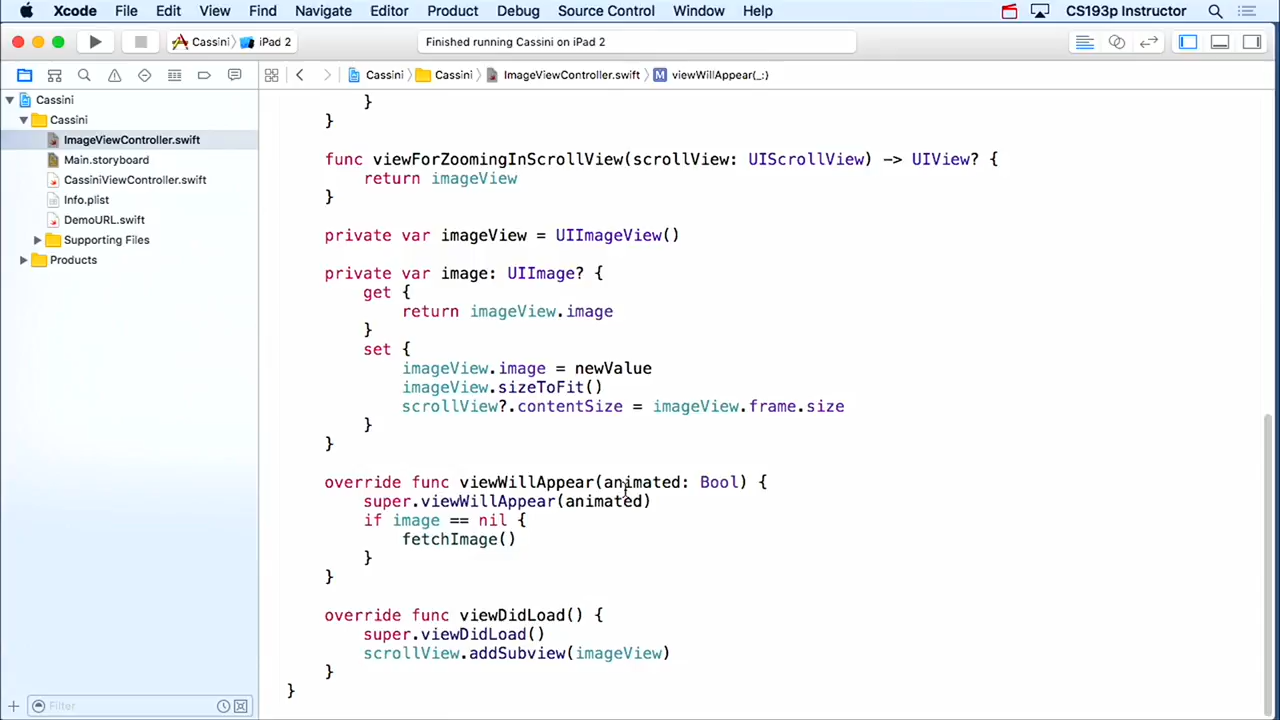 Xcode File Edit View Find Navigate Editor Product Debug Source Control Window Help CS193p Instructor
Cassini iPad 2 Finished running Cassini on iPad 2
Cassini Cassini ImageViewController.swift M viewWillAppear(_:)
Cassini
Cassini
ImageViewController.swift
Main.storyboard
CassiniViewController.swift
Info.plist
DemoURL.swift
Supporting Files
Products
Filter
}
}
func viewForZoomingInScrollView(scrollView: UIScrollView) -> UIView? {
return imageView
}
private var imageView = UIImageView()
private var image: UIImage? {
get {
return imageView.image
}
set {
imageView.image = newValue
imageView.sizeToFit()
scrollView?.contentSize = imageView.frame.size
}
}
override func viewWillAppear(animated: Bool) {
super.viewWillAppear(animated)
if image == nil {
fetchImage()
}
}
override func viewDidLoad() {
super.viewDidLoad()
scrollView.addSubview(imageView)
}
}